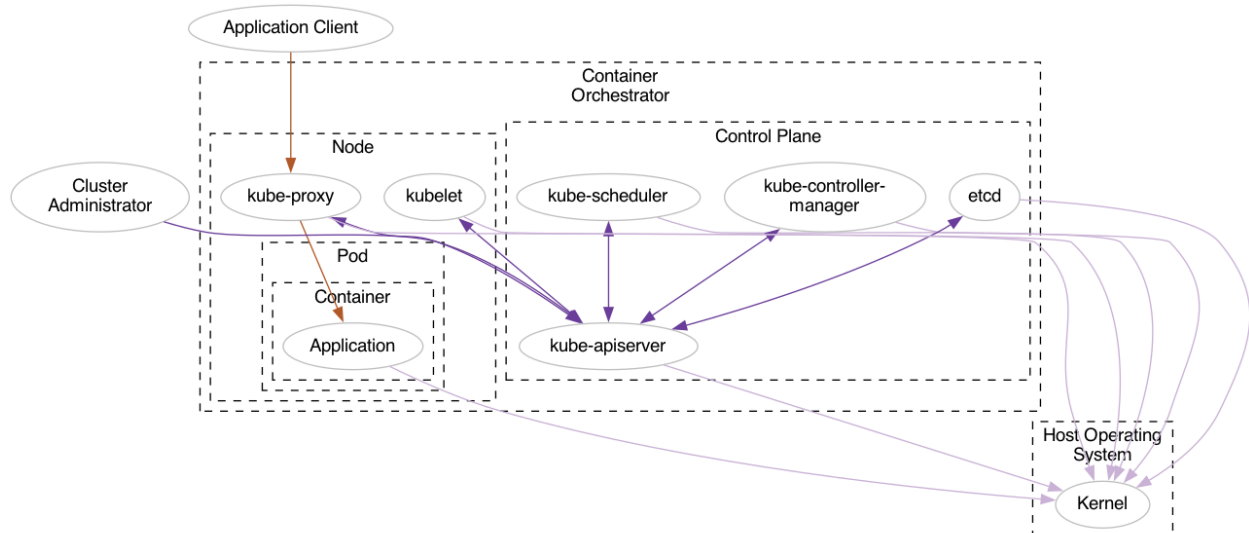 Application Client
Container
Orchestrator
Control Plane
Node
Cluster
Administrator
kube-proxy
kubelet
kube-scheduler
kube-controller-
manager
etcd
Pod
Container
Application
kube-apiserver
Host Operating
System
Kernel